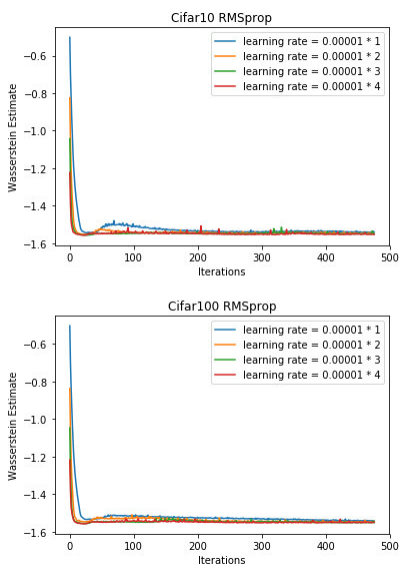 Cifar10 RMSprop
learning rate = 0.00001 * 1
learning rate = 0.00001 * 2
learning rate = 0.00001 * 3
learning rate = 0.00001 * 4
Wasserstein Estimate
−0.6
−0.8
−1.0
−1.2
−1.4
−1.6
0 100 200 300 400 500
Iterations
Cifar100 RMSprop
learning rate = 0.00001 * 1
learning rate = 0.00001 * 2
learning rate = 0.00001 * 3
learning rate = 0.00001 * 4
Wasserstein Estimate
−0.6
−0.8
−1.0
−1.2
−1.4
−1.6
0 100 200 300 400 500
Iterations